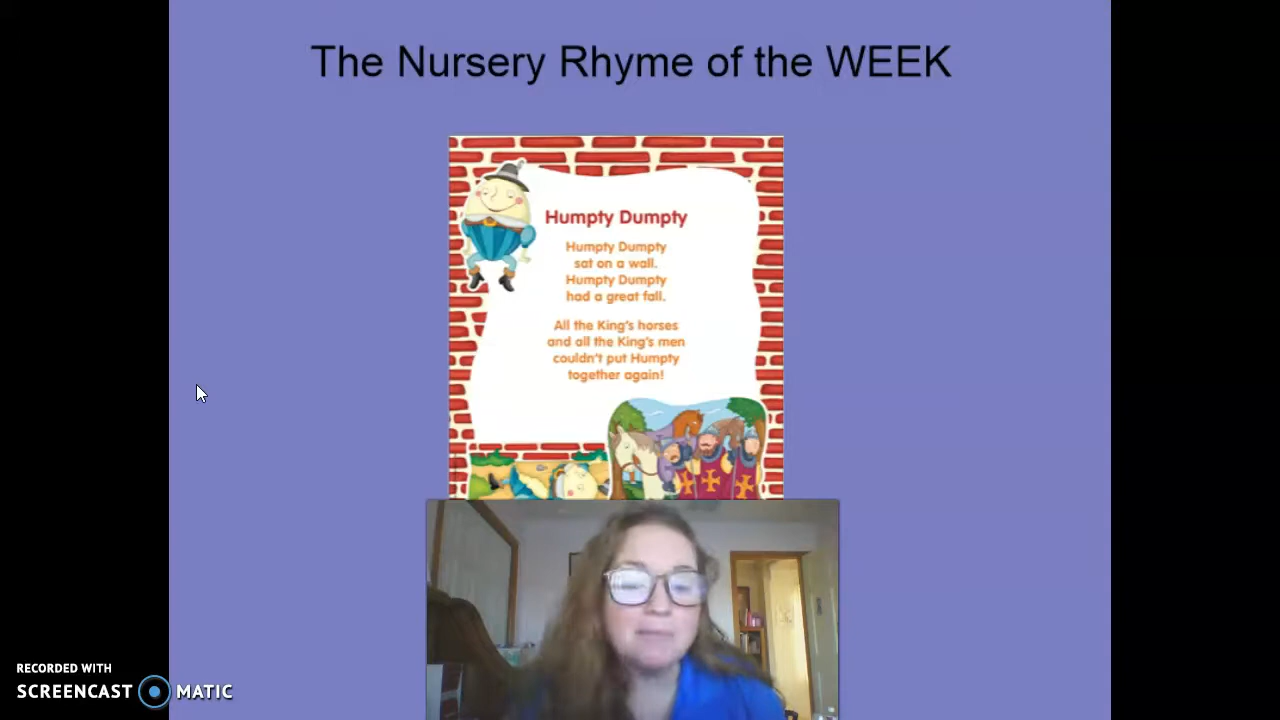 The Nursery Rhyme of the WEEK
Humpty Dumpty
Humpty Dumpty
sat on a wall.
Humpty Dumpty
had a great fall.
All the King's horses
and all the King's men
couldn't put Humpty
together again!
RECORDED WITH
SCREENCAST MATIC